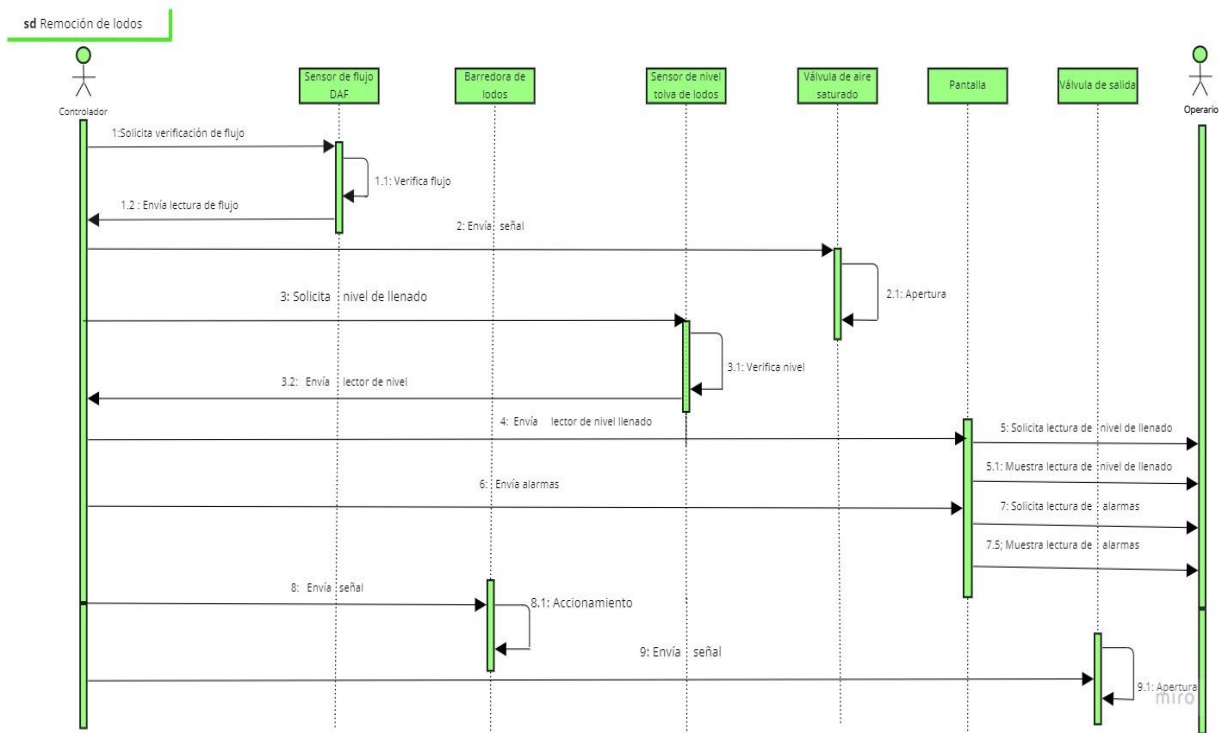 sd Remoción de lodos
Controlador
Sensor de flujo
DAF
Barredora de
lodos
Sensor de nivel
tolva de lodos
Válvula de aire
saturado
Pantalla
Válvula de salida
Operario
1:Solicita verificación de flujo
1.1: Verifica flujo
1.2 : Envía lectura de flujo
2: Envía señal
2.1: Apertura
3: Solicita nivel de llenado
3.1: Verifica nivel
3.2: Envía lector de nivel
4: Envía lector de nivel llenado
5: Solicita lectura de nivel de llenado
5.1: Muestra lectura de nivel de llenado
6: Envía alarmas
7: Solicita lectura de alarmas
7.5; Muestra lectura de alarmas
8: Envía señal
8.1: Accionamiento
9: Envía señal
9.1: Apertura
miro